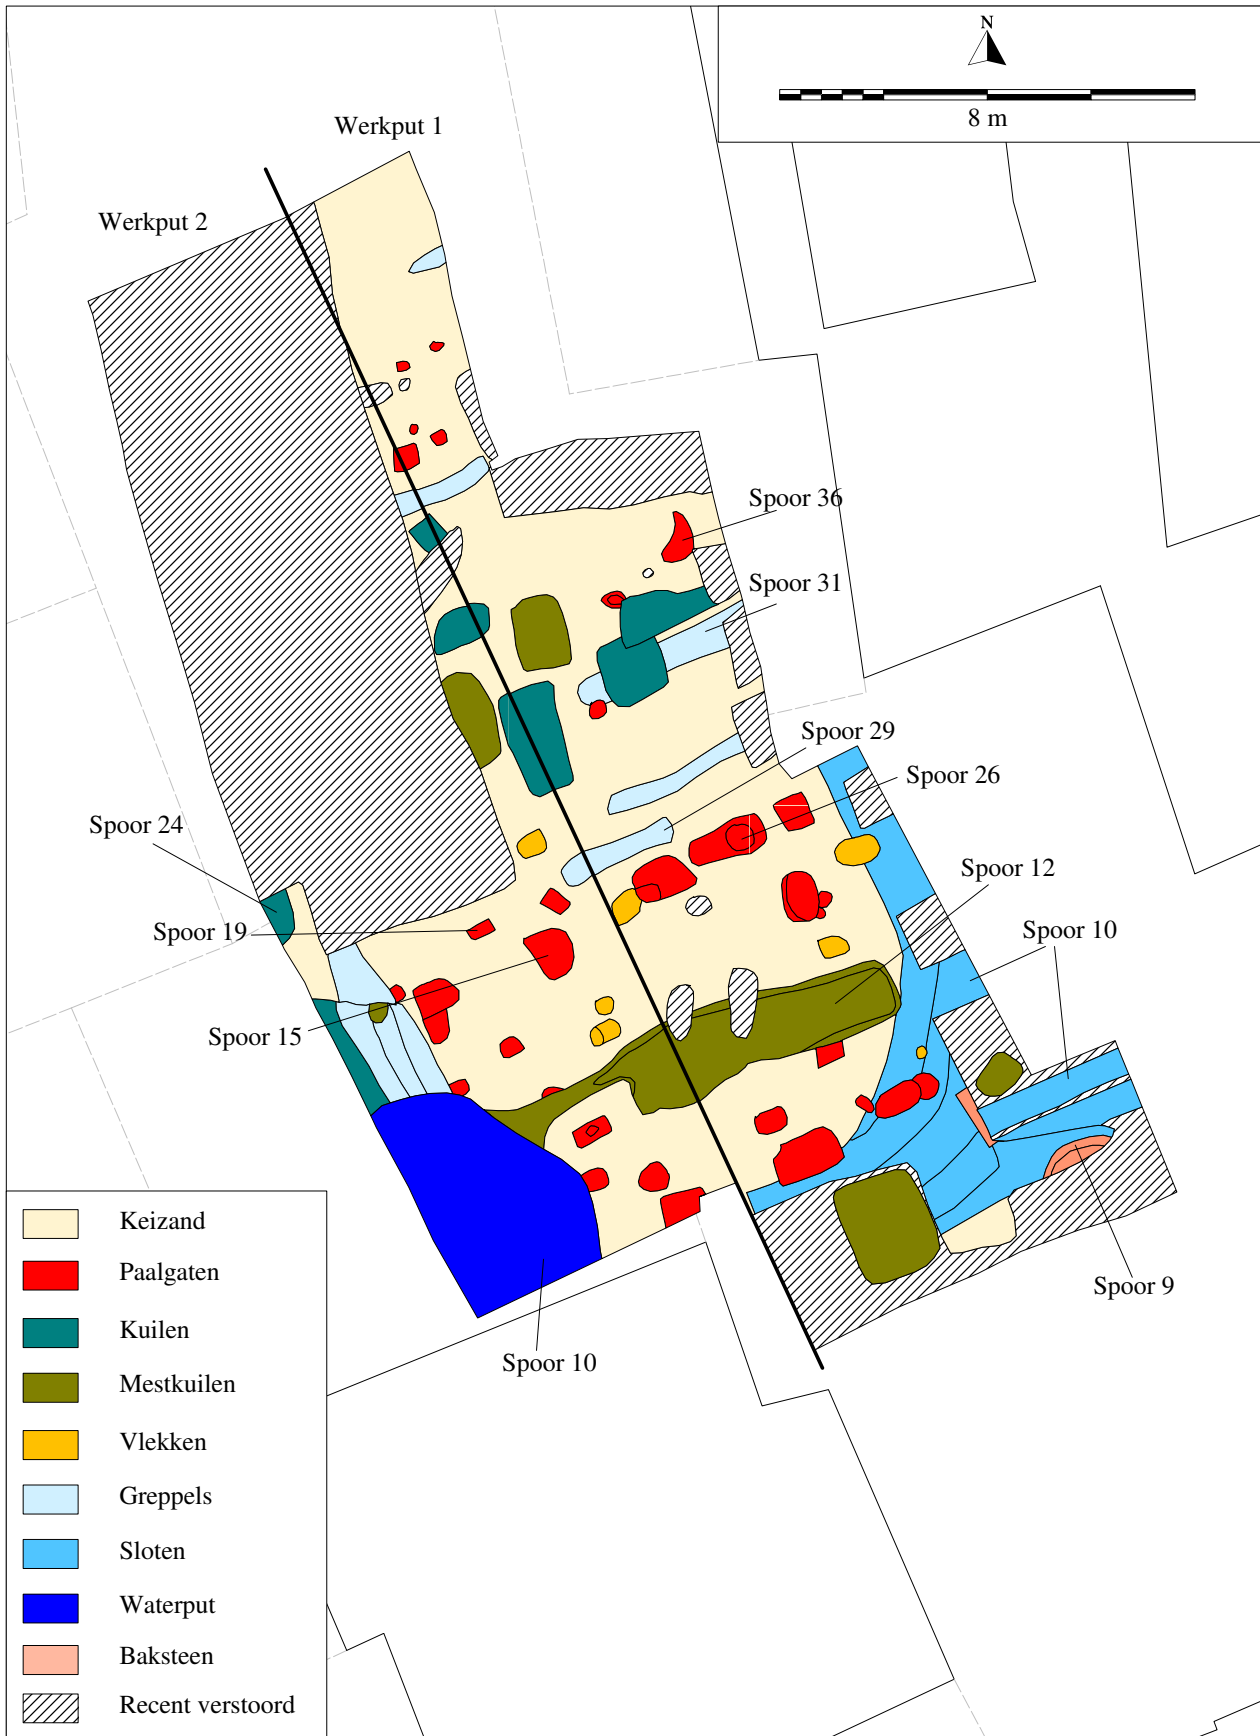 N
8 m
Werkput 1
Werkput 2
Spoor 36
Spoor 31
Spoor 29
Spoor 26
Spoor 24
Spoor 12
Spoor 19
Spoor 10
Spoor 15
Spoor 9
Spoor 10
Keizand
Paalgaten
Kuilen
Mestkuilen
Vlekken
Greppels
Sloten
Waterput
Baksteen
Recent verstoord